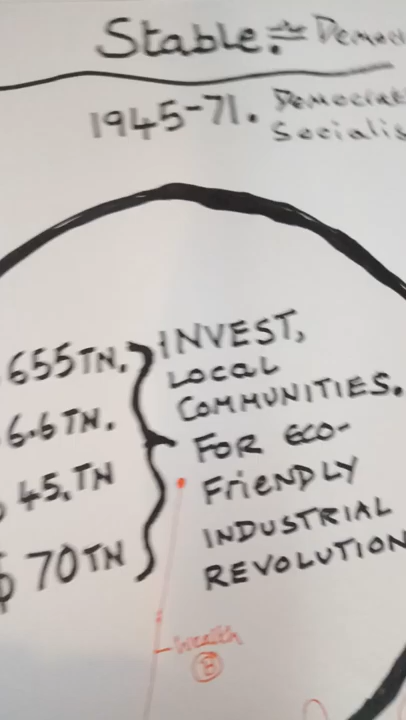 Stable.
1945-71.
655TN. INVEST,
LOCAL
COMMUNITIES.
6.6TN. FOR ECO-
45.TN FRIENDLY
INDUSTRIAL
$ 70TN REVOLUTION
Wealth
B